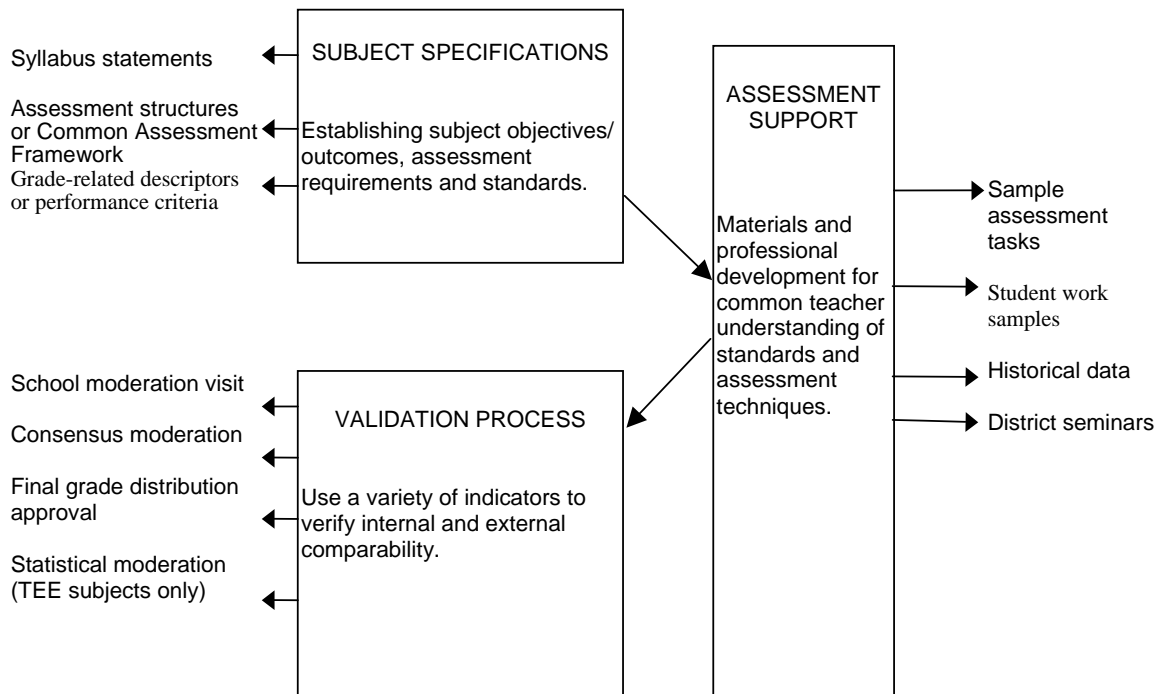 Syllabus statements
Assessment structures
or Common Assessment
Framework
Grade-related descriptors
or performance criteria
SUBJECT SPECIFICATIONS
Establishing subject objectives/
outcomes, assessment
requirements and standards.
ASSESSMENT
SUPPORT
Materials and
professional
development for
common teacher
understanding of
standards and
assessment
techniques.
Sample
assessment
tasks
Student work
samples
Historical data
District seminars
School moderation visit
Consensus moderation
Final grade distribution
approval
Statistical moderation
(TEE subjects only)
VALIDATION PROCESS
Use a variety of indicators to
verify internal and external
comparability.